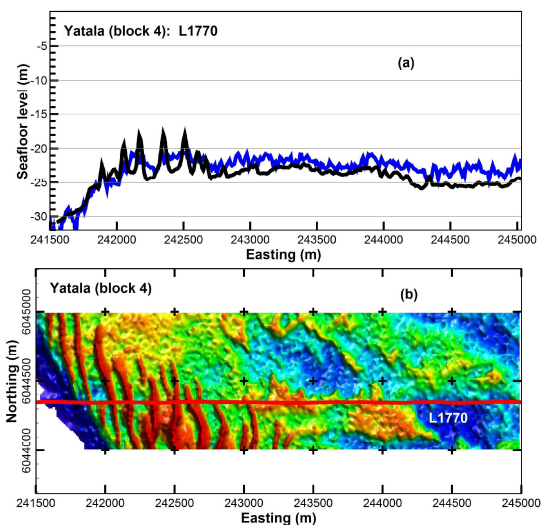 Yatala (block 4): L1770
(a)
Seafloor level (m)
-5
-10
-15
-20
-25
-30
241500 242000 242500 243000 243500 244000 244500 245000
Easting (m)
Yatala (block 4)
(b)
Northing (m)
6045000
6044500
6044000
L1770
241500 242000 242500 243000 243500 244000 244500 245000
Easting (m)